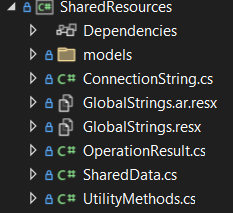 C# SharedResources
Dependencies
models
C# ConnectionString.cs
GlobalStrings.ar.resx
GlobalStrings.resx
C# OperationResult.cs
C# SharedData.cs
C# UtilityMethods.cs